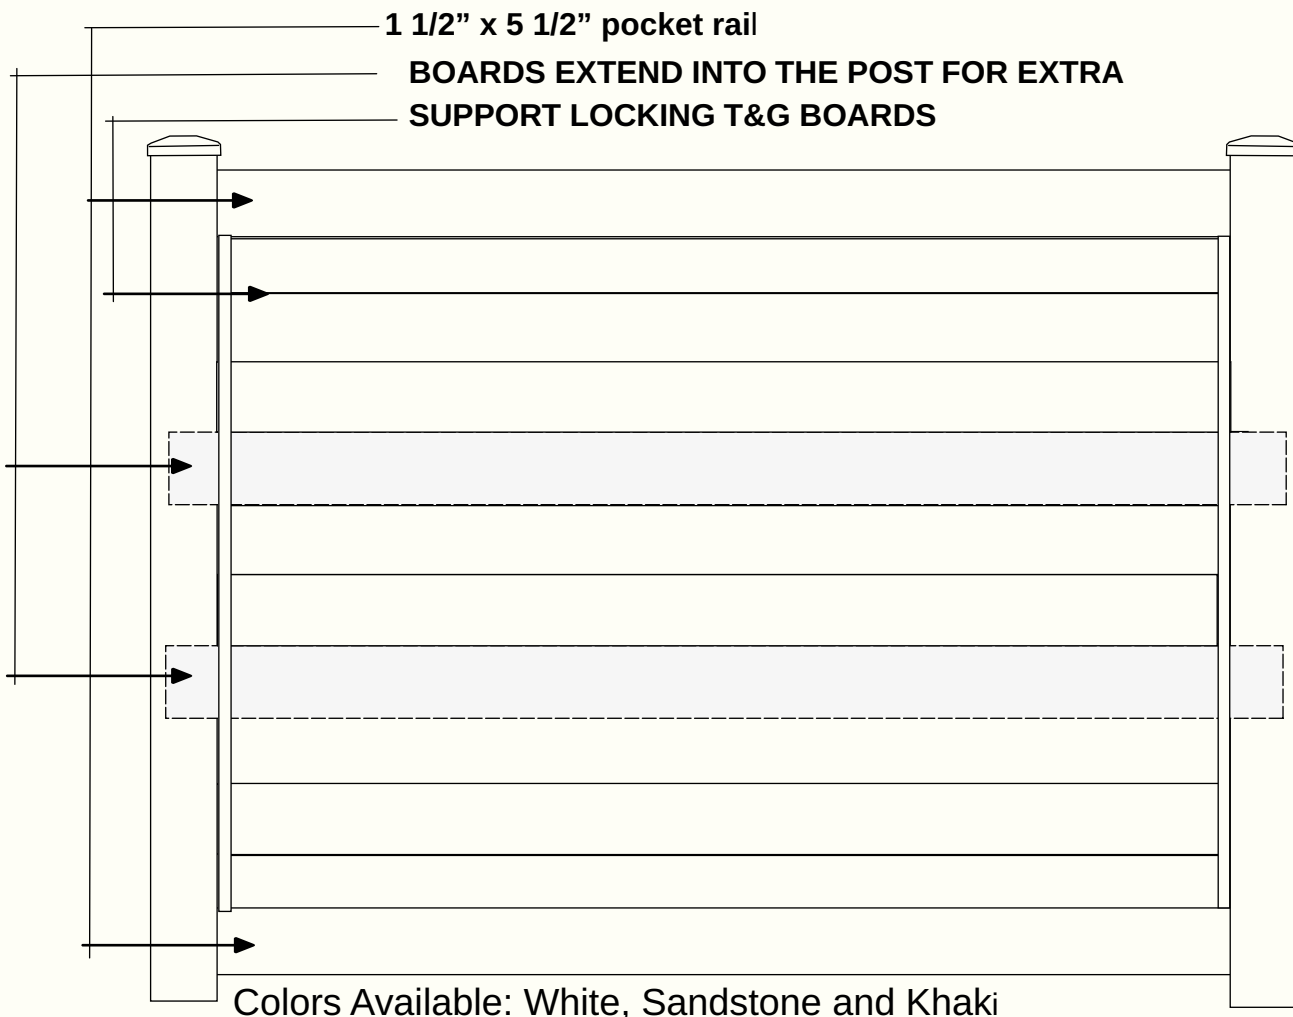 1 1/2” x 5 1/2” pocket rail
BOARDS EXTEND INTO THE POST FOR EXTRA
SUPPORT LOCKING T&G BOARDS
Colors Available: White, Sandstone and Khaki